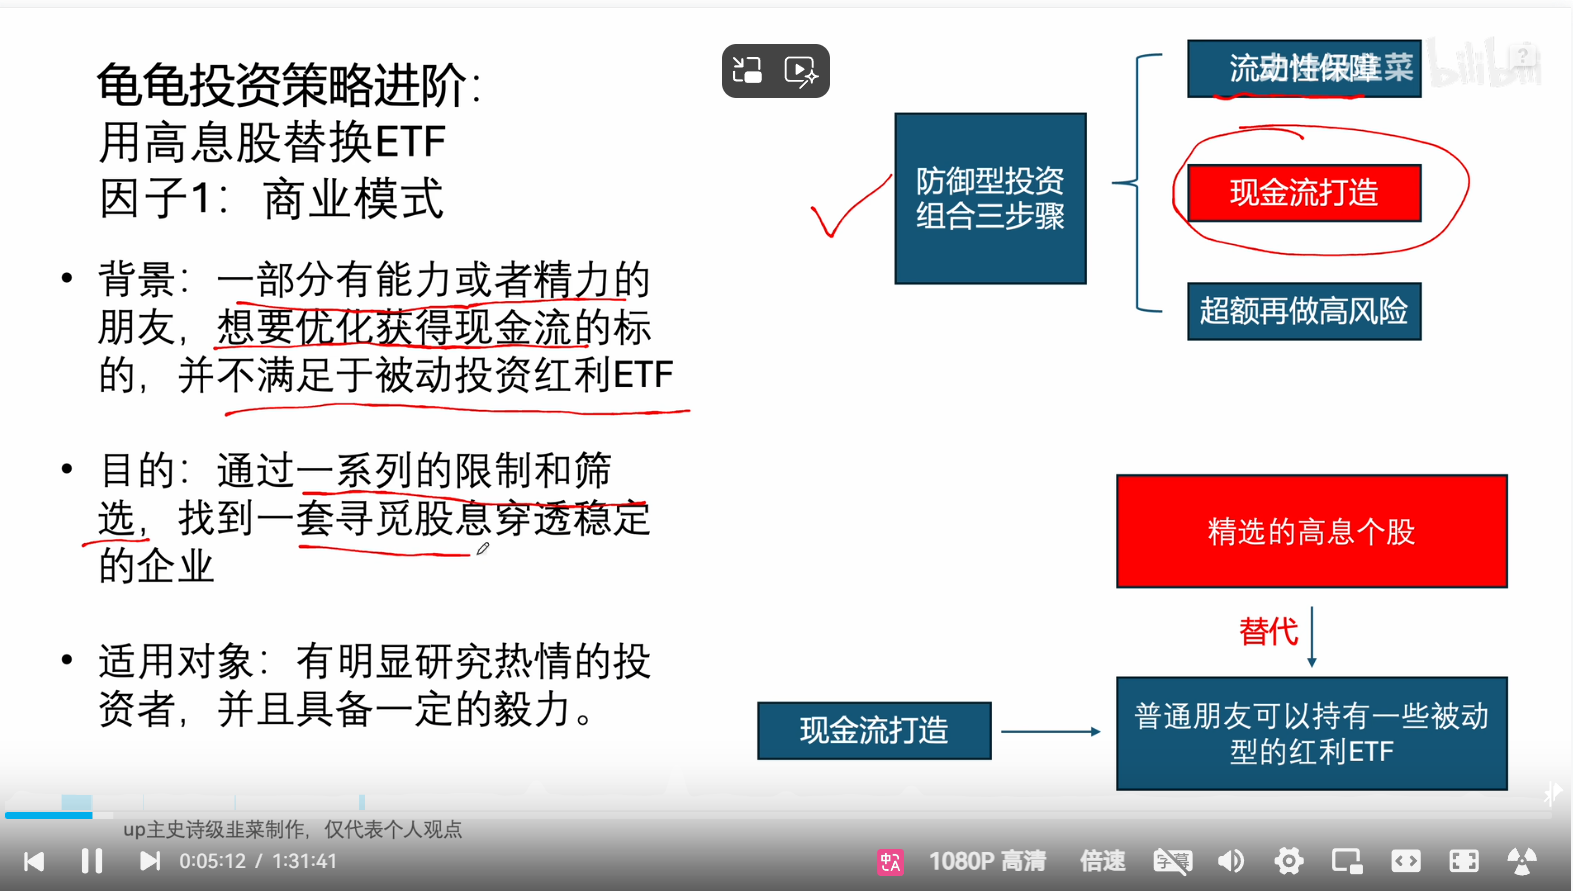 龟龟投资策略进阶：
用高息股替换ETF
因子1：商业模式
• 背景：一部分有能力或者精力的
朋友，想要优化获得现金流的标
的，并不满足于被动投资红利ETF
• 目的：通过一系列的限制和筛
选，找到一套寻觅股息穿透稳定
的企业
• 适用对象：有明显研究热情的投
资者，并且具备一定的毅力。
防御型投资
组合三步骤
流动性保障
史诗级韭菜
bilibili
现金流打造
超额再做高风险
精选的高息个股
替代
现金流打造
普通朋友可以持有一些被动
型的红利ETF
up主史诗级韭菜制作，仅代表个人观点
0:05:12 / 1:31:41
中A
1080P 高清
倍速
字幕